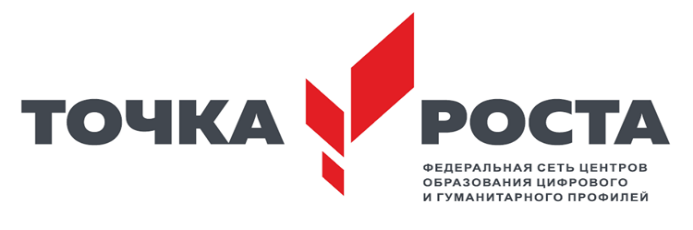 ТОЧКА РОСТА
ФЕДЕРАЛЬНАЯ СЕТЬ ЦЕНТРОВ
ОБРАЗОВАНИЯ ЦИФРОВОГО
И ГУМАНИТАРНОГО ПРОФИЛЕЙ